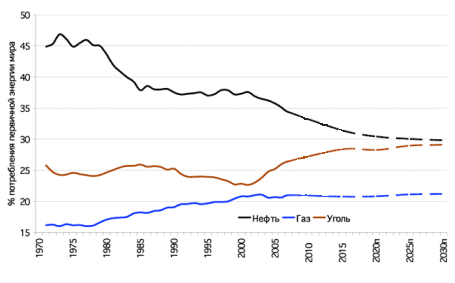 % потребления первичной энергии мира
50
45
40
35
30
25
20
15
Нефть Газ Уголь
1970 1975 1980 1985 1990 1995 2000 2005 2010 2015 2020п 2025п 2030п